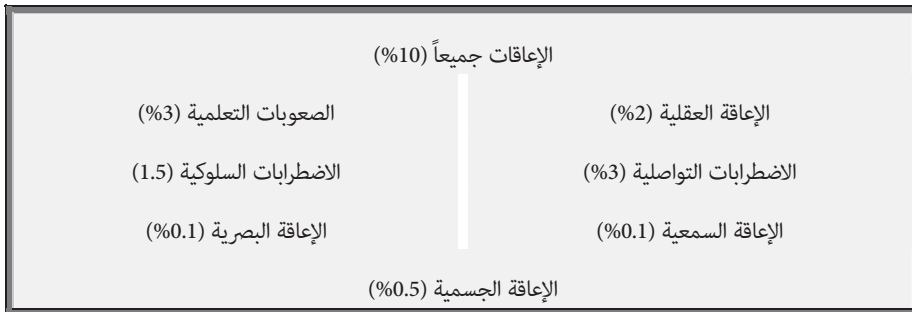 الإعاقات جميعاً (10%)
الإعاقة العقلية (2%)
الصعوبات التعلمية (3%)
الاضطرابات التواصلية (3%)
الاضطرابات السلوكية (1.5)
الإعاقة السمعية (0.1%)
الإعاقة البصرية (0.1%)
الإعاقة الجسمية (0.5%)